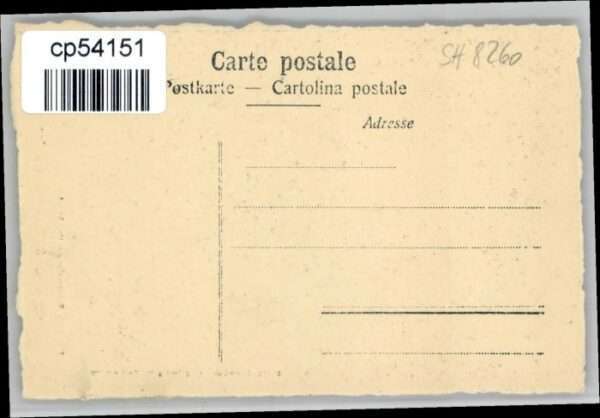 cp54151
Carte postale
SH 8260
Postkarte — Cartolina postale
Adresse